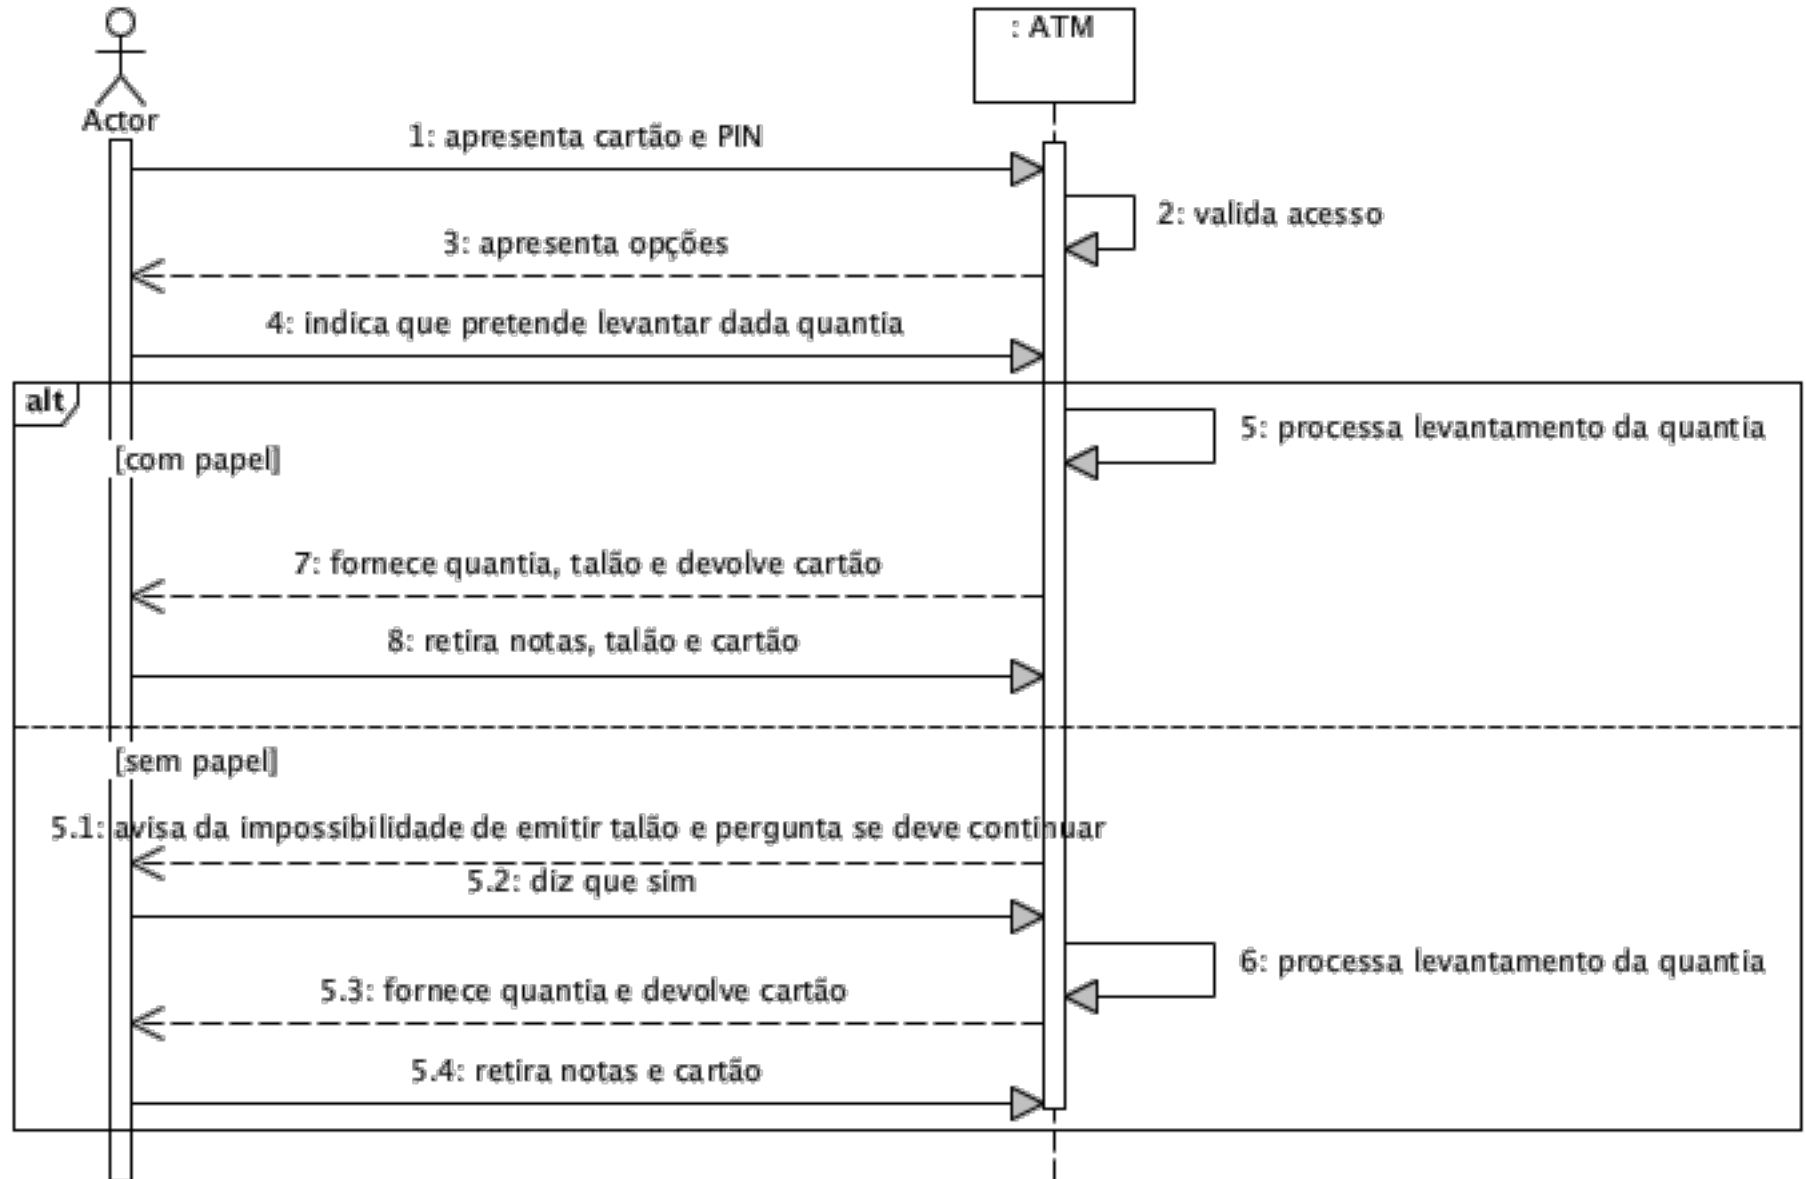 : ATM
Actor
1: apresenta cartão e PIN
2: valida acesso
3: apresenta opções
4: indica que pretende levantar dada quantia
alt
5: processa levantamento da quantia
[com papel]
7: fornece quantia, talão e devolve cartão
8: retira notas, talão e cartão
[sem papel]
5.1: avisa da impossibilidade de emitir talão e pergunta se deve continuar
5.2: diz que sim
6: processa levantamento da quantia
5.3: fornece quantia e devolve cartão
5.4: retira notas e cartão